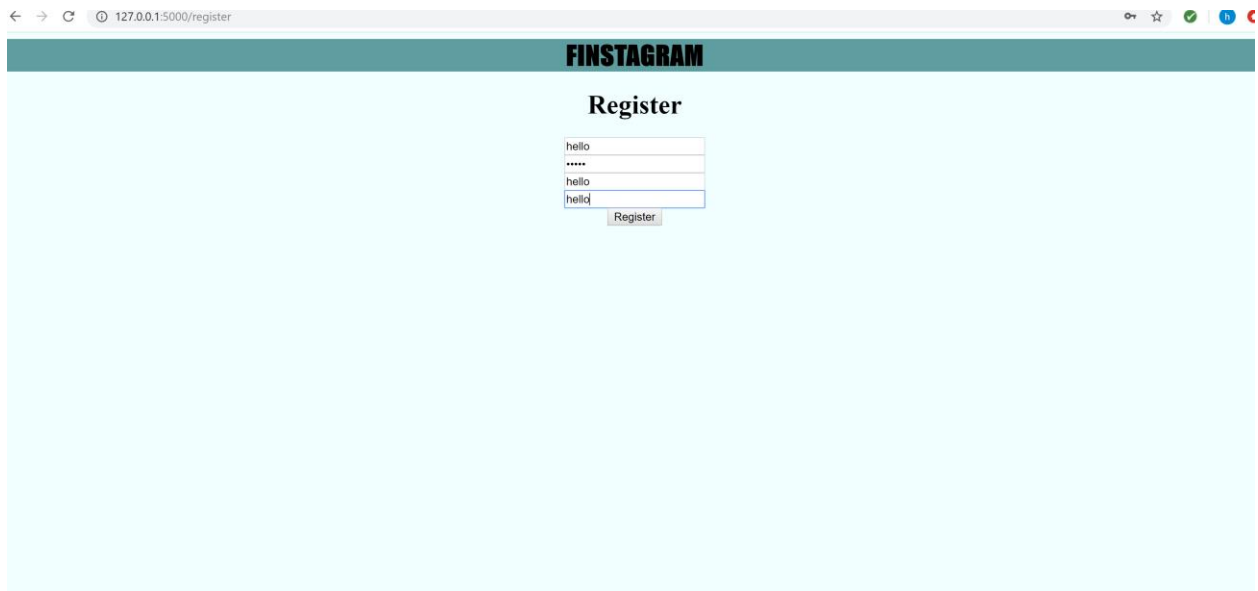 127.0.0.1:5000/register
h
FINSTAGRAM
Register
hello
•••••
hello
hello
Register